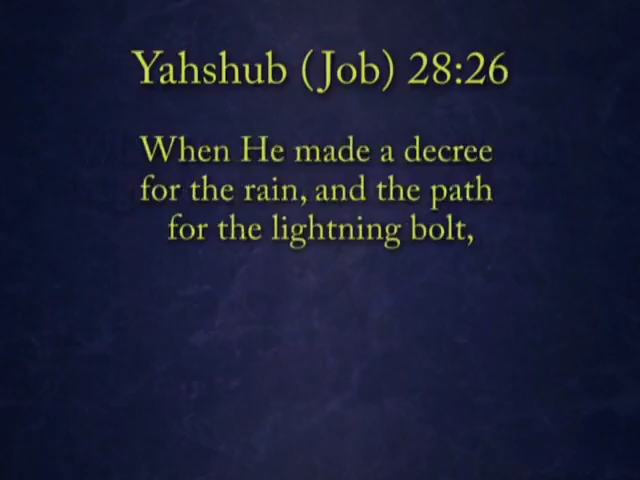 Yahshub (Job) 28:26
When He made a decree
for the rain, and the path
for the lightning bolt,